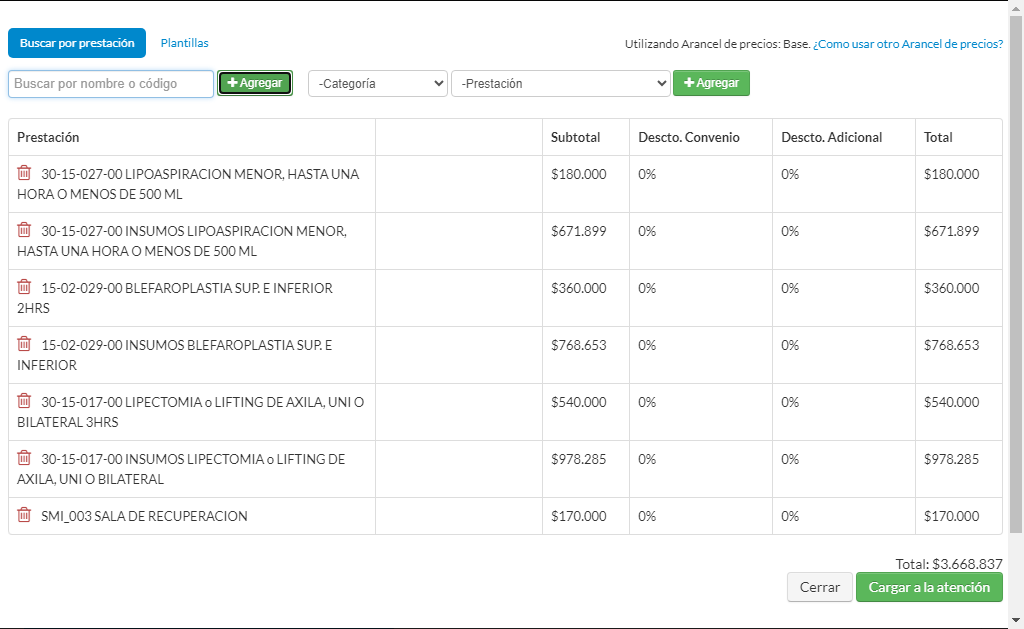 Buscar por prestación Plantillas Utilizando Arancel de precios: Base. ¿Como usar otro Arancel de precios?
Buscar por nombre o código +Agregar -Categoría -Prestación +Agregar
Prestación Subtotal Descto. Convenio Descto. Adicional Total
30-15-027-00 LIPOASPIRACION MENOR, HASTA UNA $180.000 0% 0% $180.000
HORA O MENOS DE 500 ML
30-15-027-00 INSUMOS LIPOASPIRACION MENOR, $671.899 0% 0% $671.899
HASTA UNA HORA O MENOS DE 500 ML
15-02-029-00 BLEFAROPLASTIA SUP. E INFERIOR $360.000 0% 0% $360.000
2HRS
15-02-029-00 INSUMOS BLEFAROPLASTIA SUP. E $768.653 0% 0% $768.653
INFERIOR
30-15-017-00 LIPECTOMIA o LIFTING DE AXILA, UNI O $540.000 0% 0% $540.000
BILATERAL 3HRS
30-15-017-00 INSUMOS LIPECTOMIA o LIFTING DE $978.285 0% 0% $978.285
AXILA, UNI O BILATERAL
SMI_003 SALA DE RECUPERACION $170.000 0% 0% $170.000
Total: $3.668.837
Cerrar Cargar a la atención